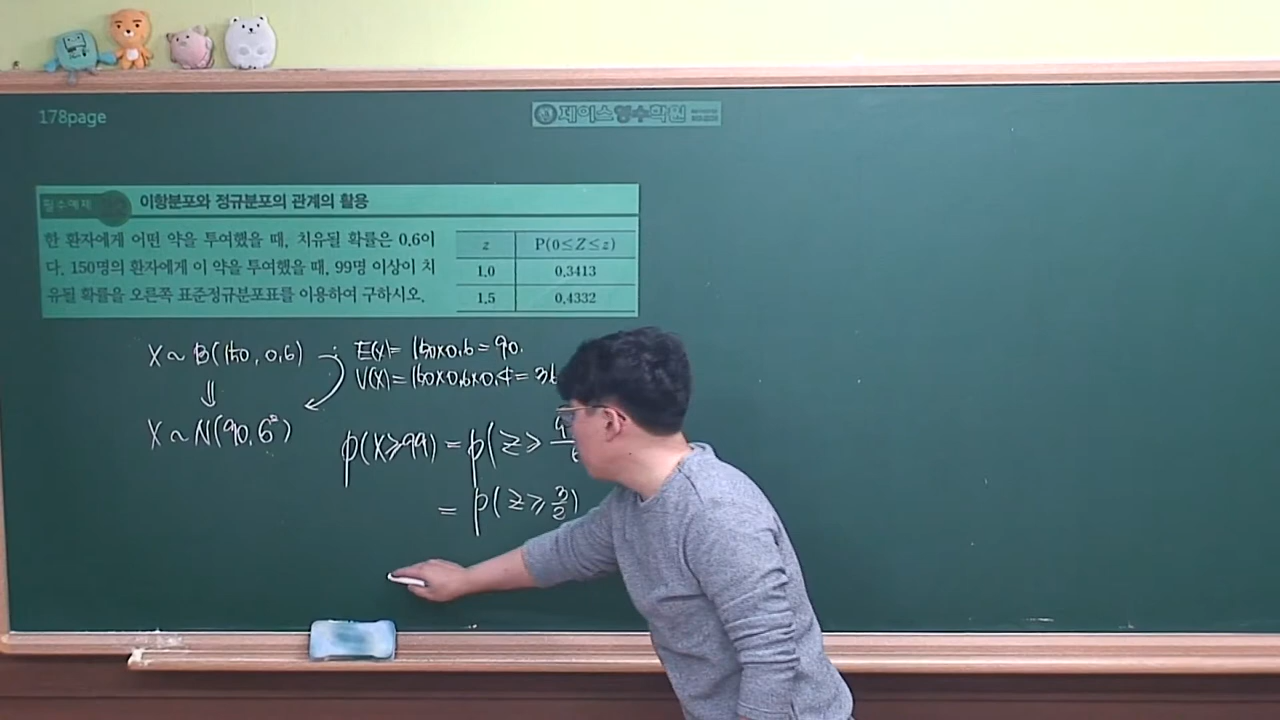 178page
제이스영수학원
필수예제
이항분포와 정규분포의 관계의 활용
한 환자에게 어떤 약을 투여했을 때, 치유될 확률은 0.6이
다. 150명의 환자에게 이 약을 투여했을 때, 99명 이상이 치
유될 확률을 오른쪽 표준정규분포표를 이용하여 구하시오.
z P(0≤Z≤z)
1.0 0.3413
1.5 0.4332
X ~ B(150, 0.6)
E(X) = 150×0.6 = 90.
V(X) = 150×0.6×0.4 = 36
⇓
X ~ N(90, 6²)
P(X≥99) = P(Z ≥
= P(Z ≥ 3/2)